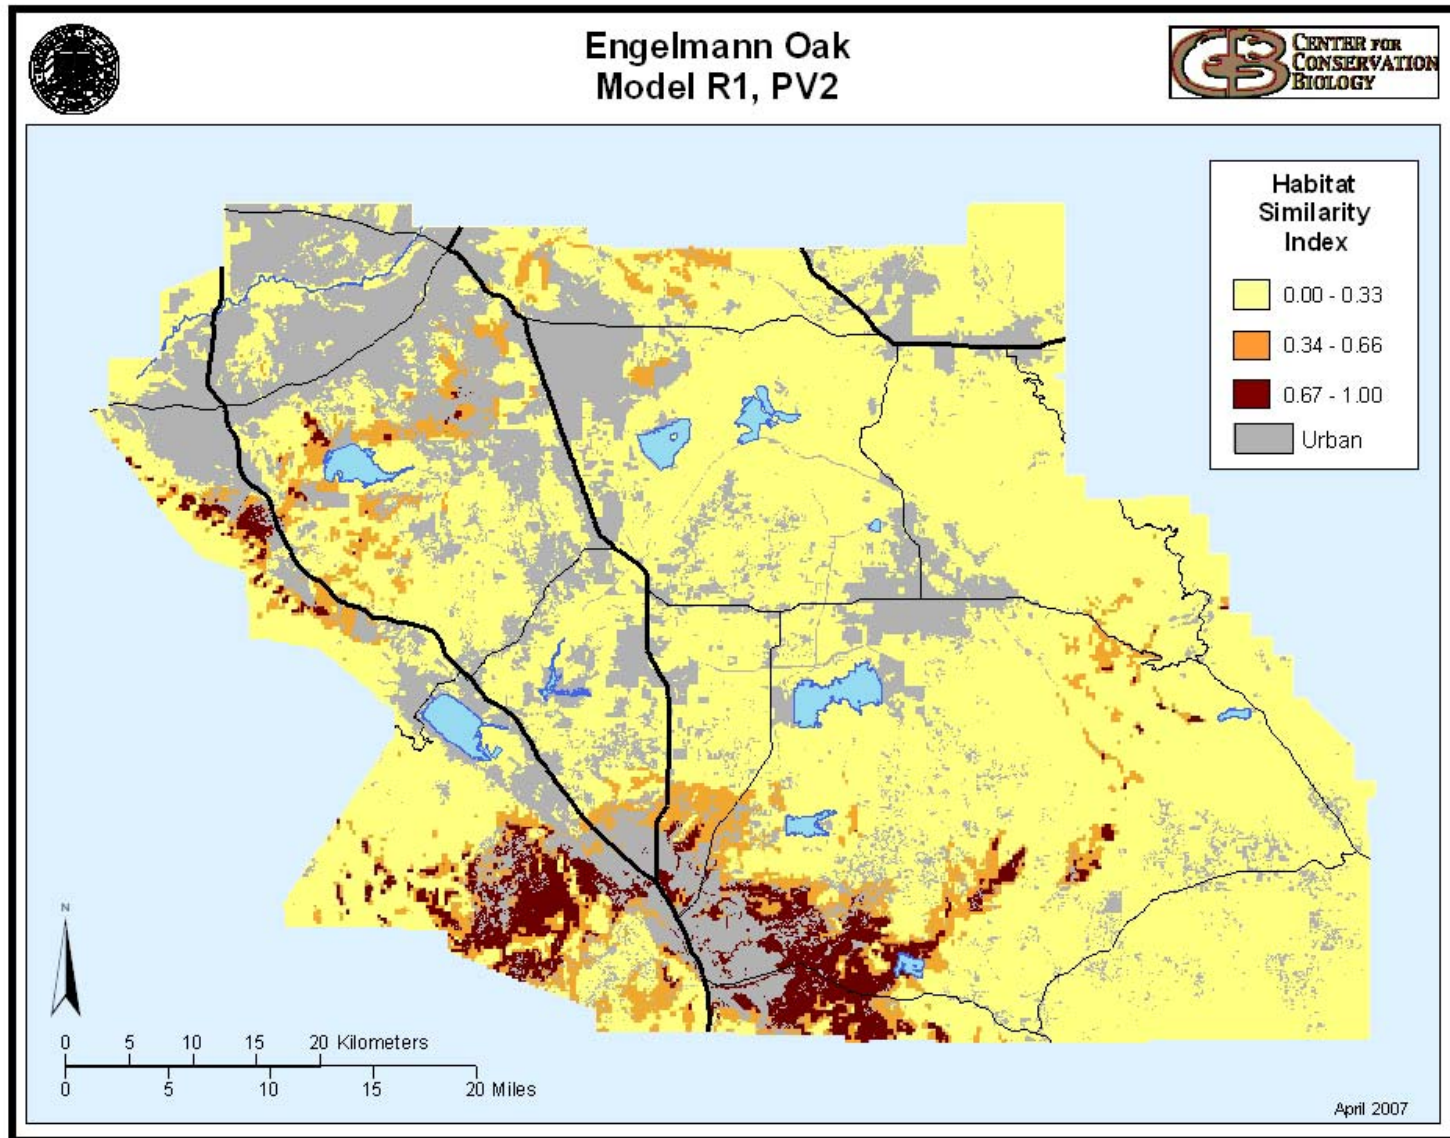 Engelmann Oak
Model R1, PV2
CENTER FOR
CONSERVATION
BIOLOGY
Habitat
Similarity
Index
0.00 - 0.33
0.34 - 0.66
0.67 - 1.00
Urban
N
0 5 10 15 20 Kilometers
0 5 10 15 20 Miles
April 2007